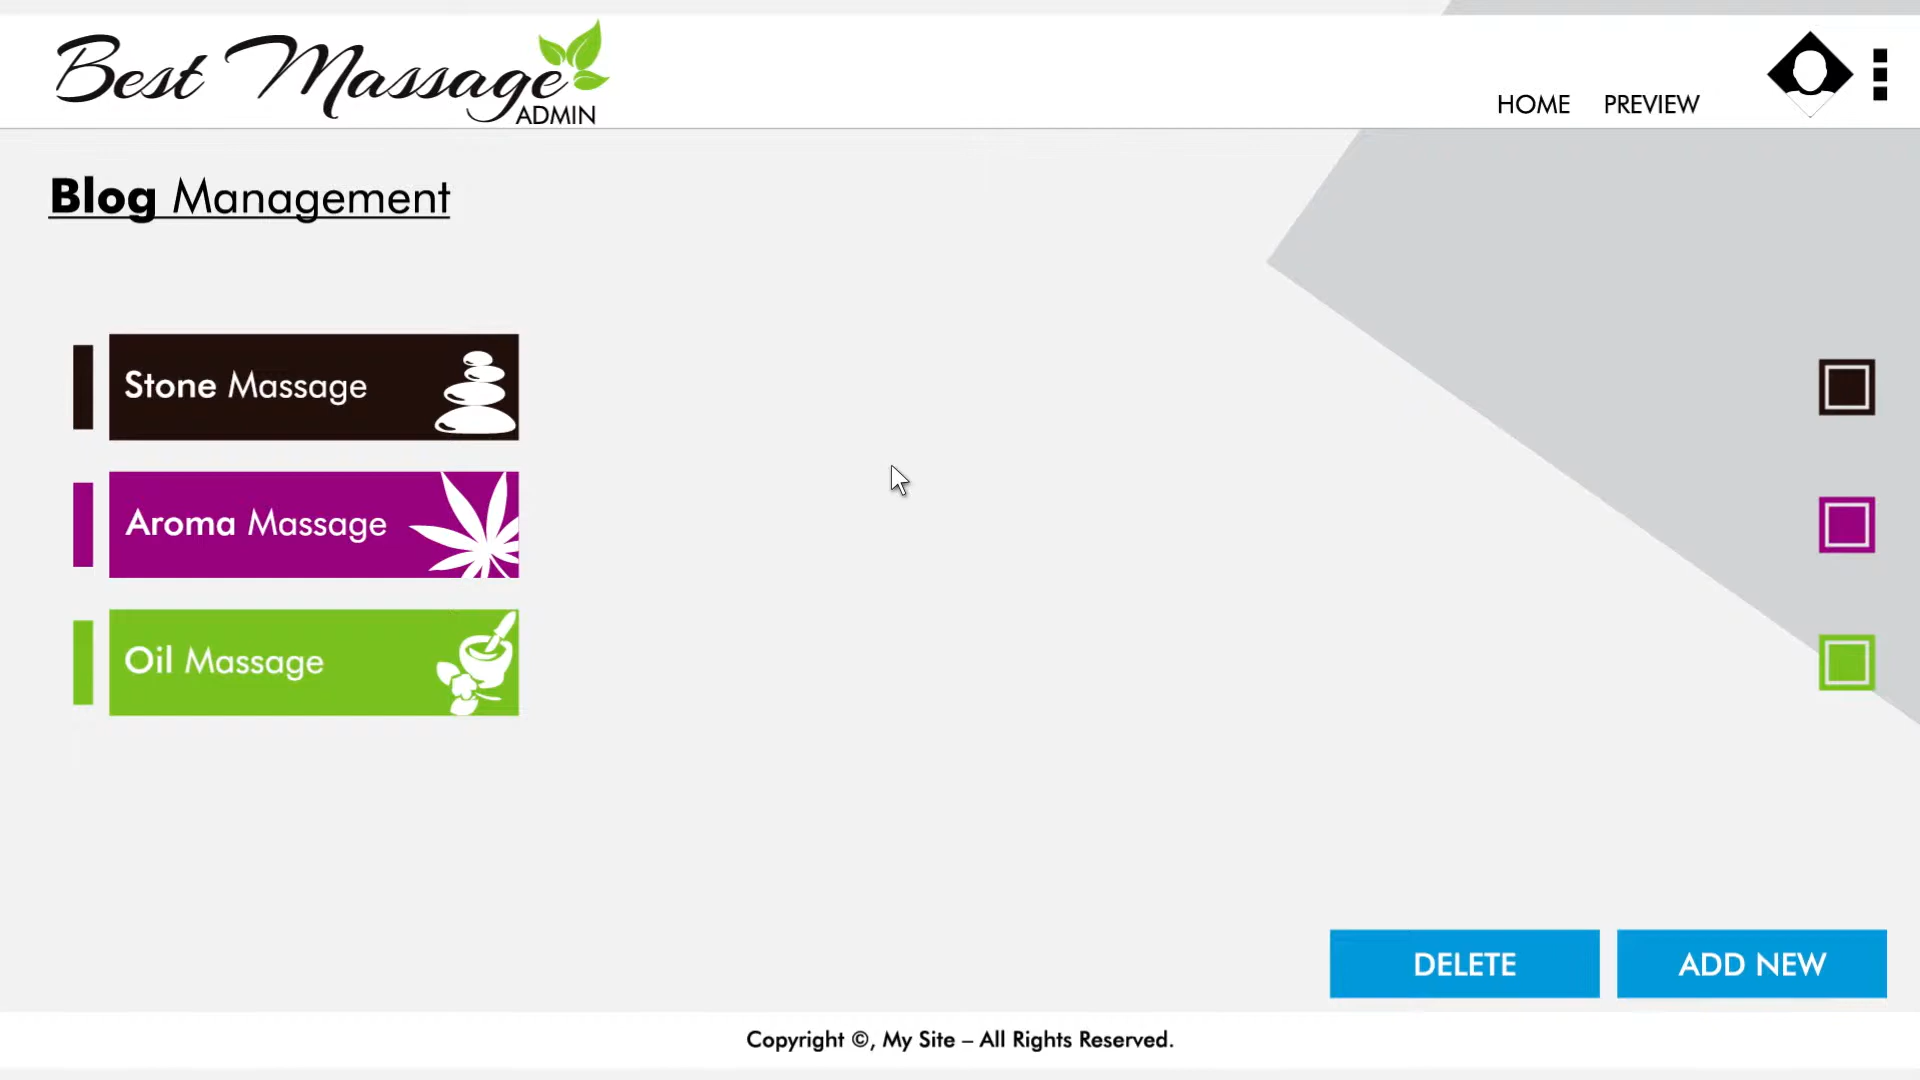 Best Massage
ADMIN
HOME PREVIEW
Blog Management
Stone Massage
Aroma Massage
Oil Massage
DELETE ADD NEW
Copyright ©, My Site – All Rights Reserved.